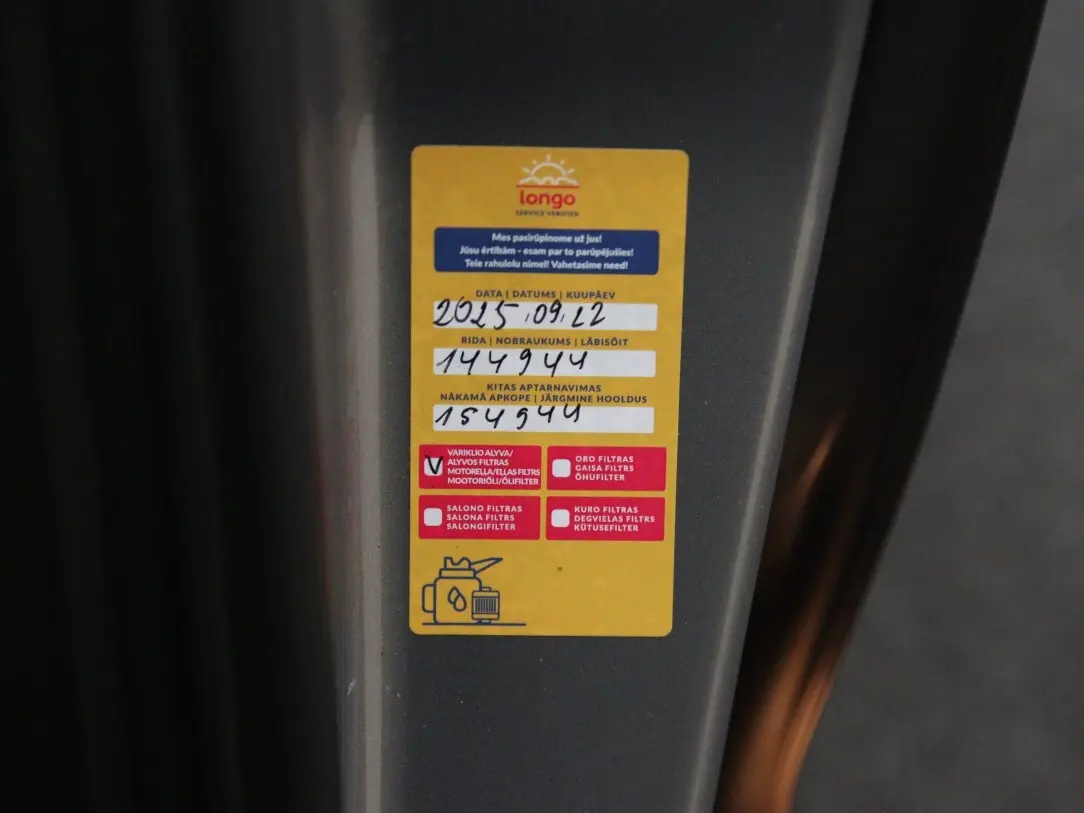 longo
SERVICE VERIFIED
Mes pasirūpinome už jus!
Jūsu ērtībām - esam par to parūpējušies!
Teie rahulolu nimel! Vahetasime need!
DATA | DATUMS | KUUPÄEV
2025.09.22
RIDA | NOBRAUKUMS | LÄBISÕIT
144944
KITAS APTARNAVIMAS
NĀKAMĀ APKOPE | JÄRGMINE HOOLDUS
154944
V
VARIKLIO ALYVA/
ALYVOS FILTRAS
MOTOREĻĻA/EĻĻAS FILTRS
MOOTORIÕLI/ÕLIFILTER
ORO FILTRAS
GAISA FILTRS
ÕHUFILTER
SALONO FILTRAS
SALONA FILTRS
SALONGIFILTER
KURO FILTRAS
DEGVIELAS FILTRS
KÜTUSEFILTER